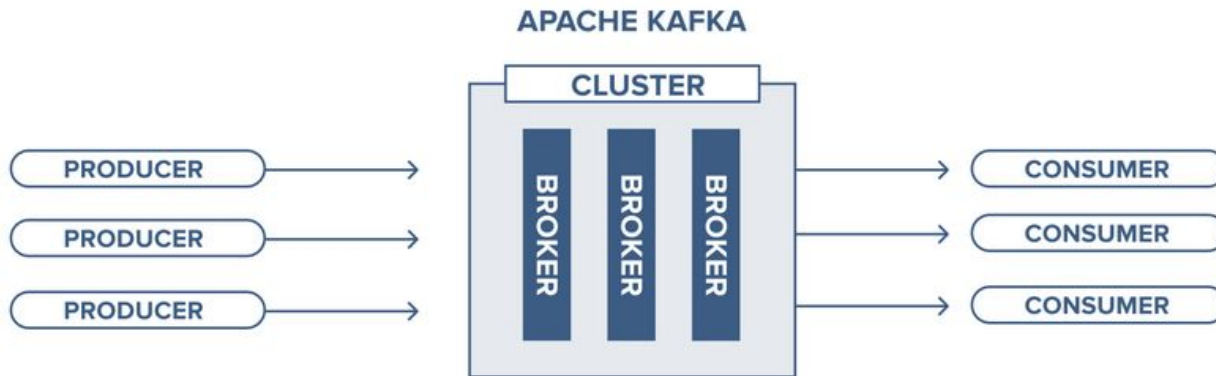 APACHE KAFKA
CLUSTER
PRODUCER
PRODUCER
PRODUCER
BROKER
BROKER
BROKER
CONSUMER
CONSUMER
CONSUMER